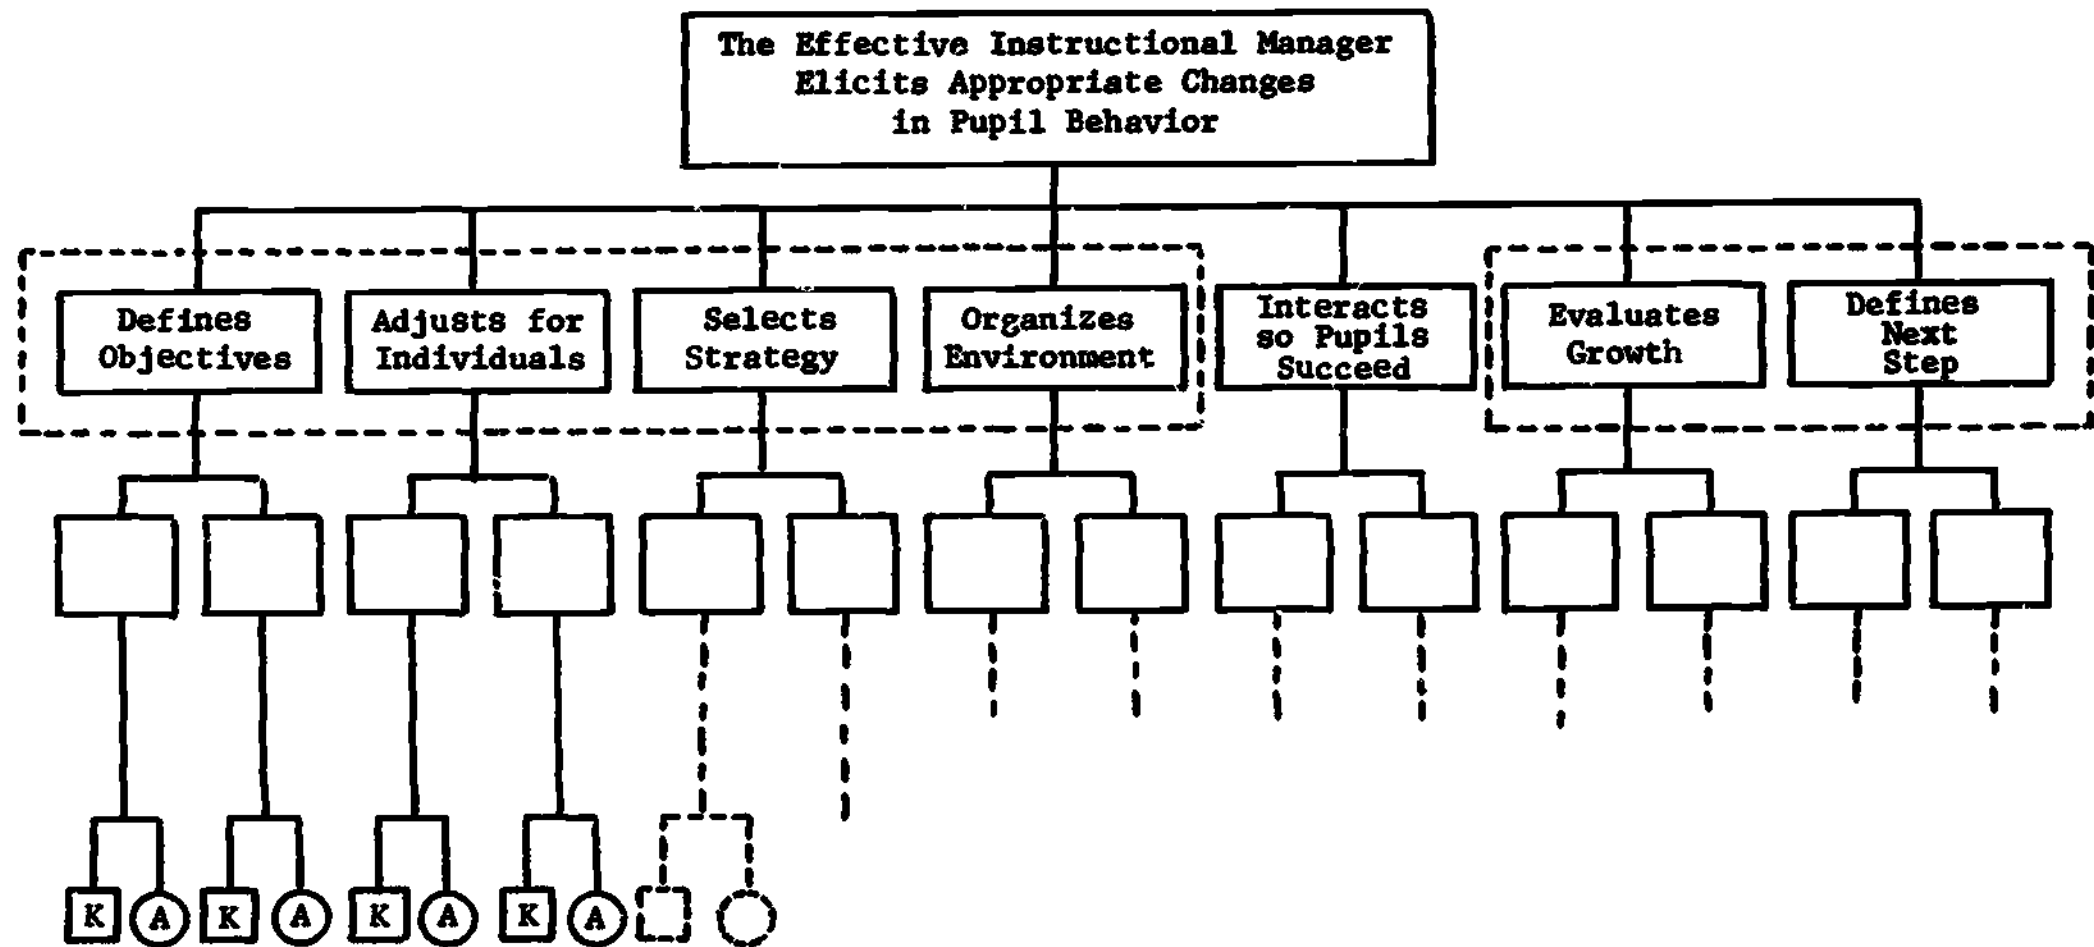 The Effective Instructional Manager
Elicits Appropriate Changes
in Pupil Behavior
Defines
Objectives
Adjusts for
Individuals
Selects
Strategy
Organizes
Environment
Interacts
so Pupils
Succeed
Evaluates
Growth
Defines
Next
Step
K
A
K
A
K
A
K
A